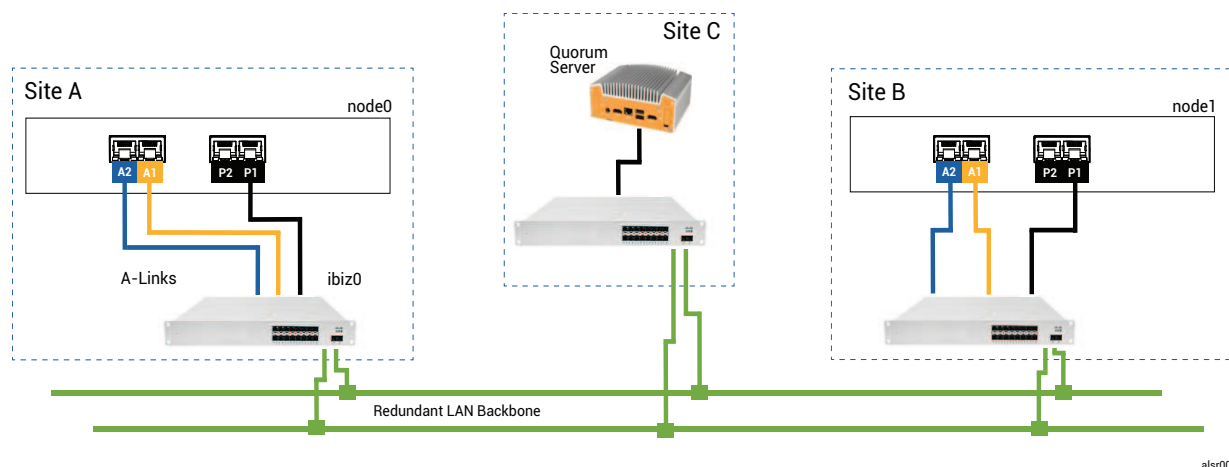 Site C
Quorum
Server
Site A
node0
A2 A1
P2 P1
A-Links
ibiz0
Site B
node1
A2 A1
P2 P1
Redundant LAN Backbone